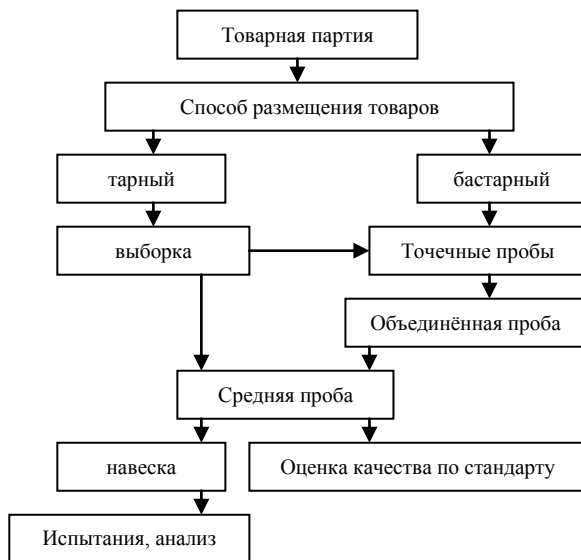 Товарная партия
Способ размещения товаров
тарный
бастарный
выборка
Точечные пробы
Объединённая проба
Средняя проба
навеска
Оценка качества по стандарту
Испытания, анализ